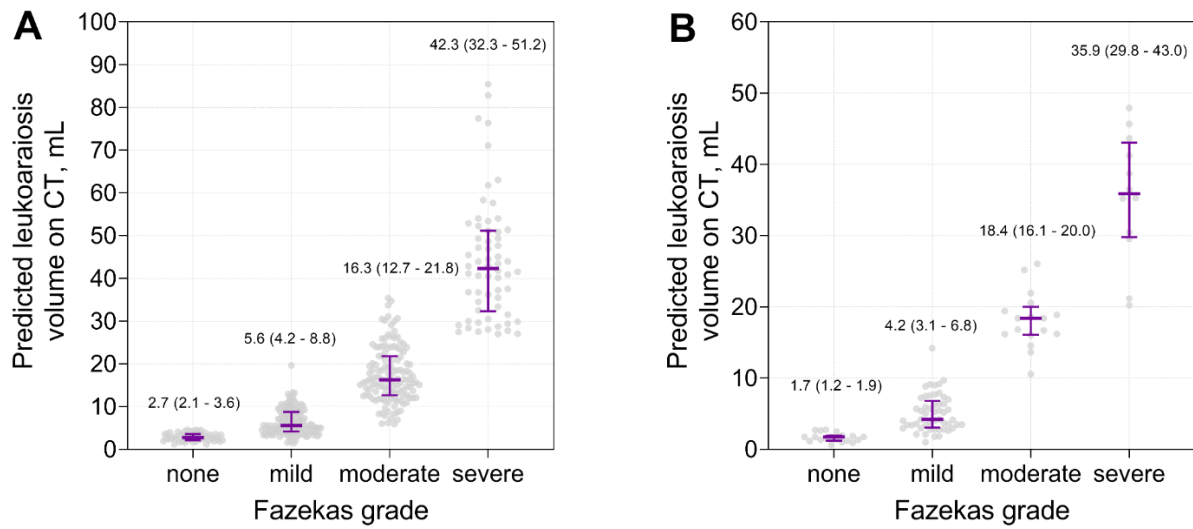 A
Predicted leukoaraiosis
volume on CT, mL
100
90
80
70
60
50
40
30
20
10
0
42.3 (32.3 - 51.2)
16.3 (12.7 - 21.8)
5.6 (4.2 - 8.8)
2.7 (2.1 - 3.6)
none mild moderate severe
Fazekas grade
B
Predicted leukoaraiosis
volume on CT, mL
60
50
40
30
20
10
0
35.9 (29.8 - 43.0)
18.4 (16.1 - 20.0)
4.2 (3.1 - 6.8)
1.7 (1.2 - 1.9)
none mild moderate severe
Fazekas grade